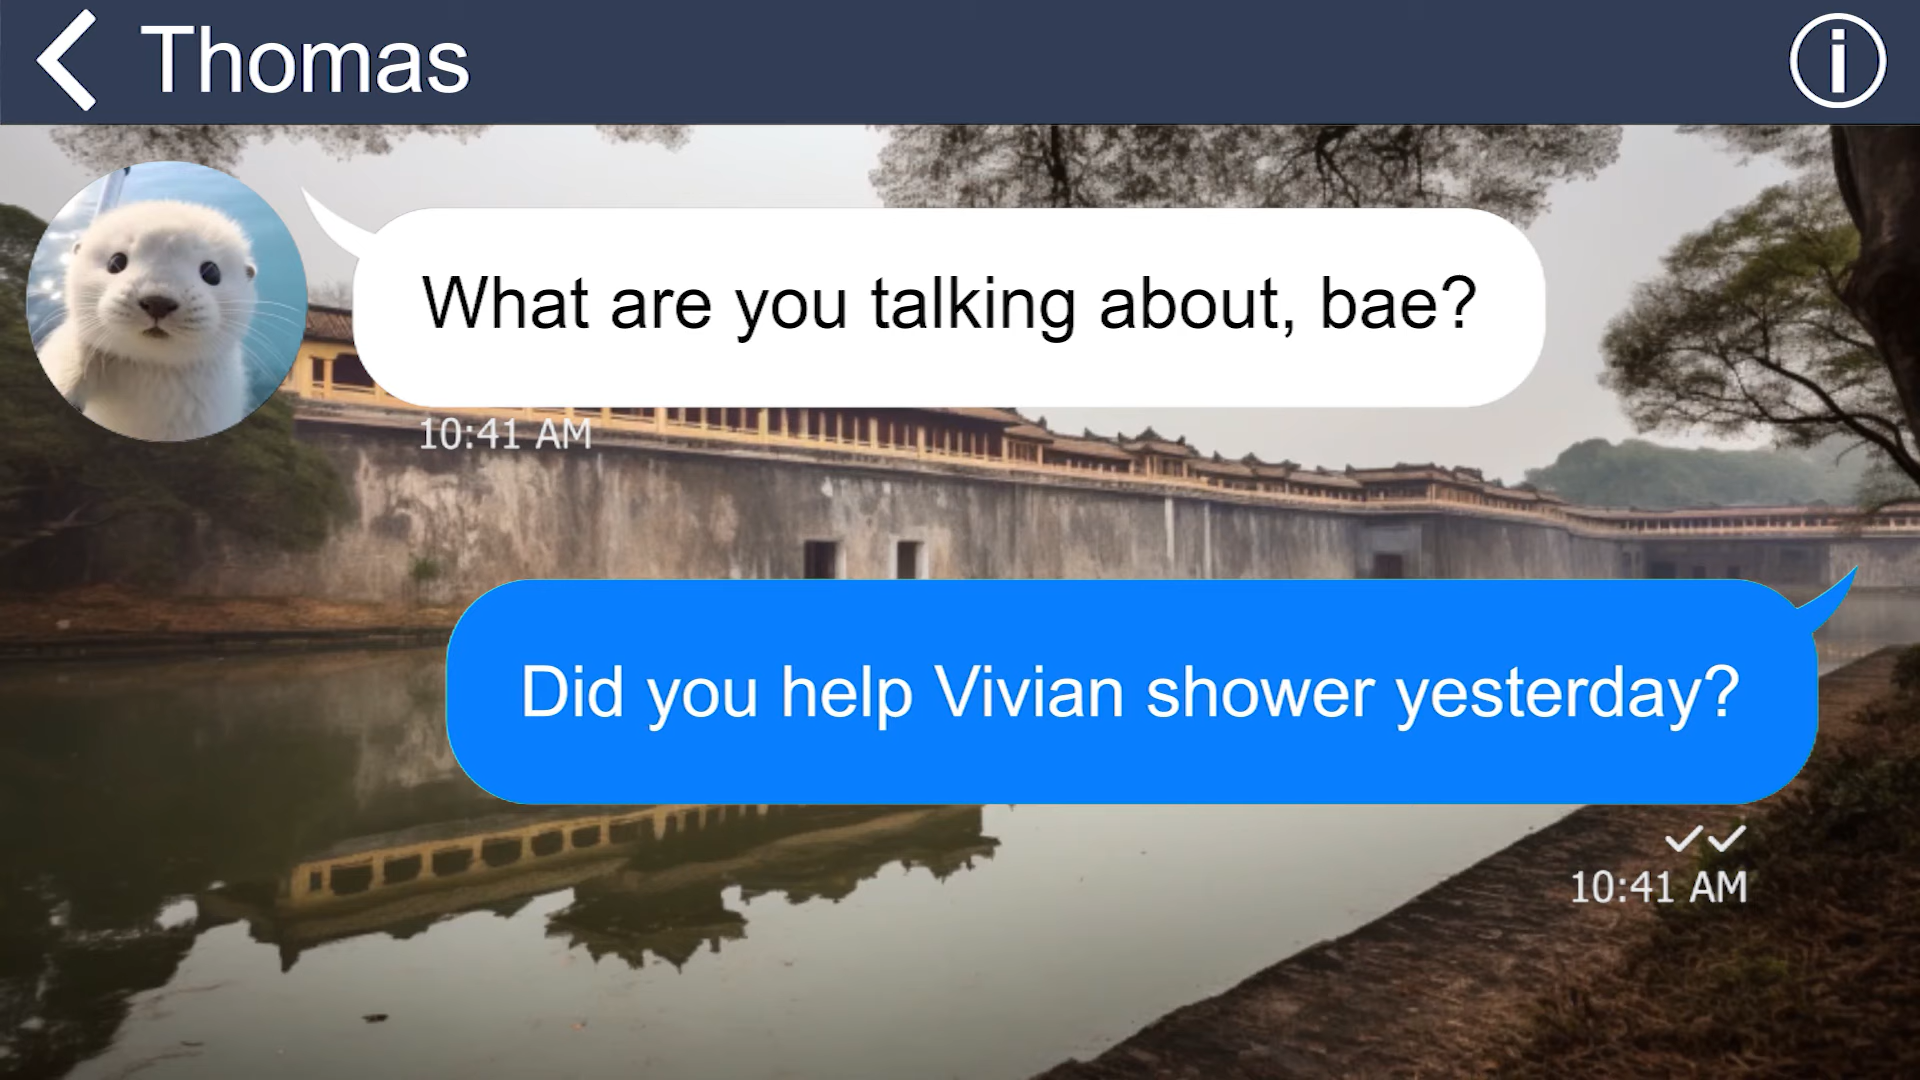 Thomas
What are you talking about, bae?
10:41 AM
Did you help Vivian shower yesterday?
10:41 AM